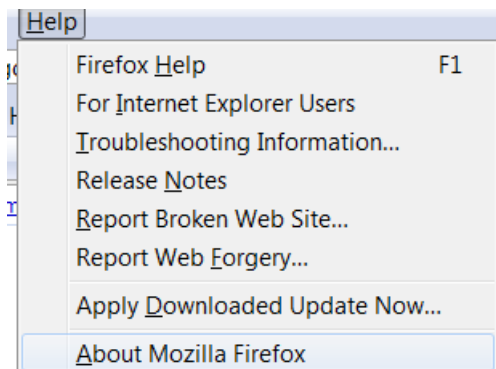 Help
Firefox Help F1
For Internet Explorer Users
Troubleshooting Information...
Release Notes
Report Broken Web Site...
Report Web Forgery...
Apply Downloaded Update Now...
About Mozilla Firefox